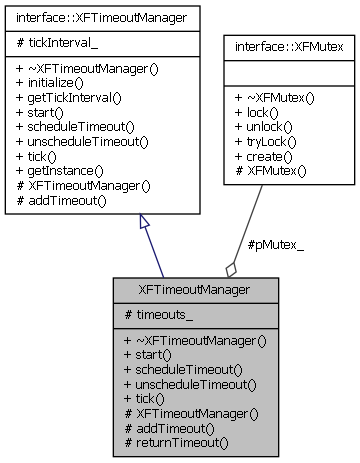 interface::XFTimeoutManager
# tickInterval_
+ ~XFTimeoutManager()
+ initialize()
+ getTickInterval()
+ start()
+ scheduleTimeout()
+ unscheduleTimeout()
+ tick()
+ getInstance()
# XFTimeoutManager()
# addTimeout()
interface::XFMutex
+ ~XFMutex()
+ lock()
+ unlock()
+ tryLock()
+ create()
# XFMutex()
#pMutex_
XFTimeoutManager
# timeouts_
+ ~XFTimeoutManager()
+ start()
+ scheduleTimeout()
+ unscheduleTimeout()
+ tick()
# XFTimeoutManager()
# addTimeout()
# returnTimeout()